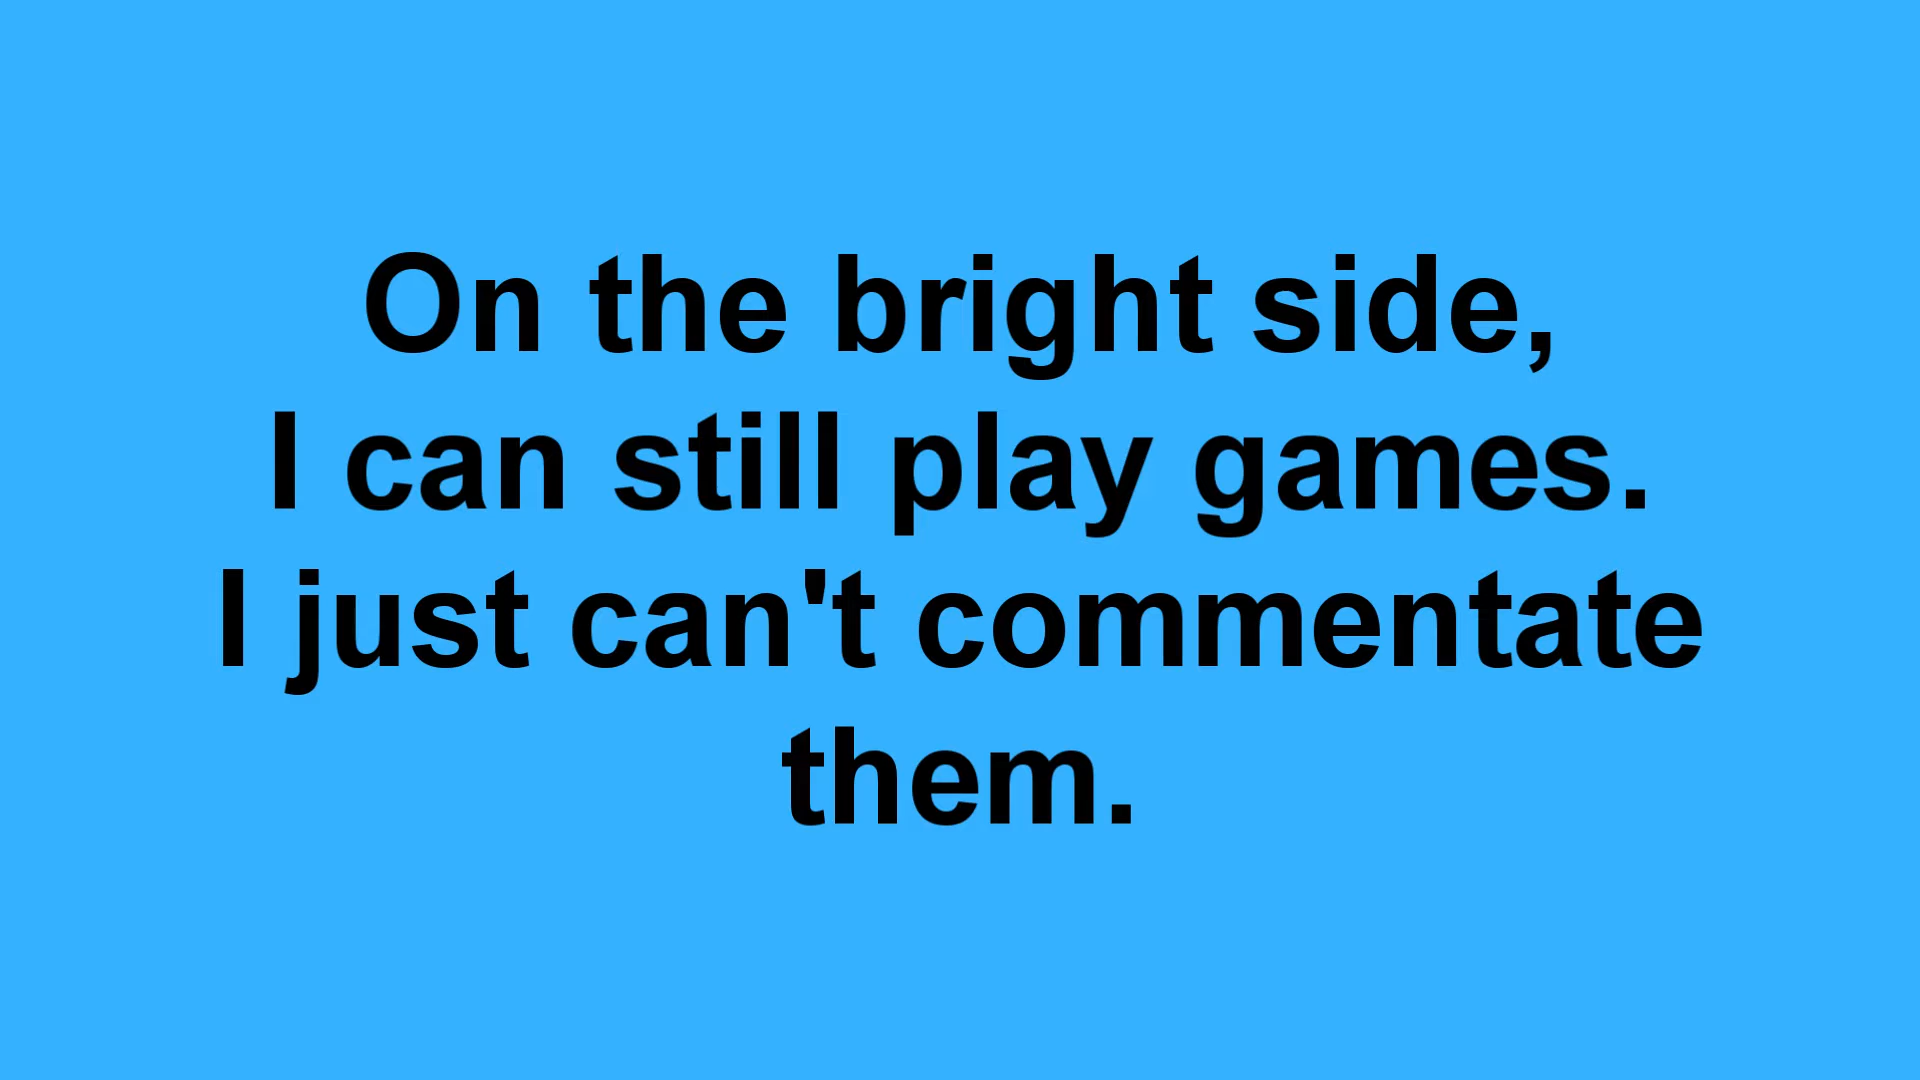 On the bright side,
I can still play games.
I just can't commentate
them.